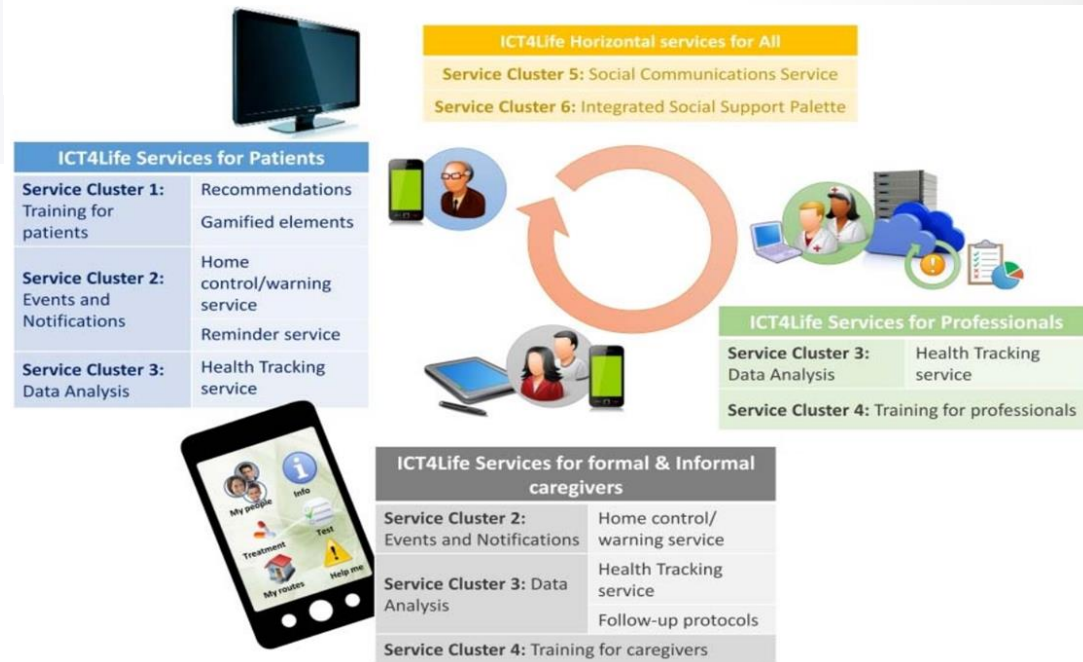 ICT4Life Horizontal services for All
Service Cluster 5: Social Communications Service
Service Cluster 6: Integrated Social Support Palette
ICT4Life Services for Patients
Service Cluster 1:
Training for
patients
Recommendations
Gamified elements
Service Cluster 2:
Events and
Notifications
Home
control/warning
service
Reminder service
Service Cluster 3:
Data Analysis
Health Tracking
service
ICT4Life Services for Professionals
Service Cluster 3:
Data Analysis
Health Tracking
service
Service Cluster 4: Training for professionals
My people
Info
Treatment
Test
My routes
Help me
ICT4Life Services for formal & Informal
caregivers
Service Cluster 2:
Events and Notifications
Home control/
warning service
Service Cluster 3: Data
Analysis
Health Tracking
service
Follow-up protocols
Service Cluster 4: Training for caregivers